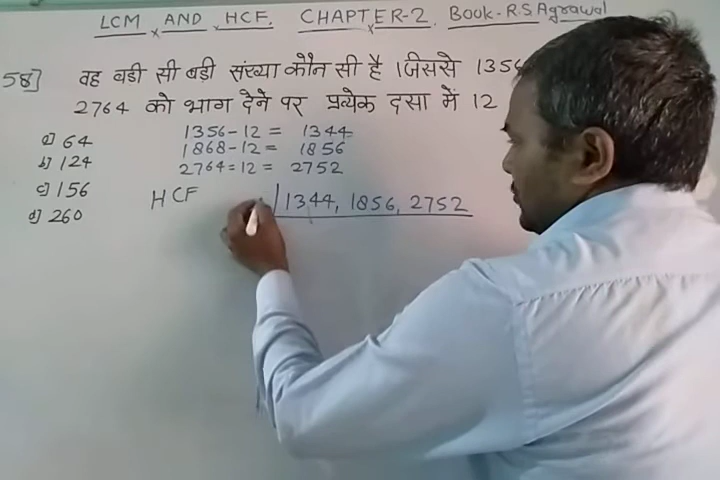 LCM AND HCF. CHAPTER-2. Book-R.S.Agrawal
58] वह बडी सी बड़ी संख्या कौन सी है । जिससे 1356
2764 को भाग देने पर प्रत्येक दसा में 12
a) 64
b) 124
c) 156
d) 260
1356-12 = 1344
1868-12 = 1856
2764=12 = 2752
HCF
1344, 1856, 2752